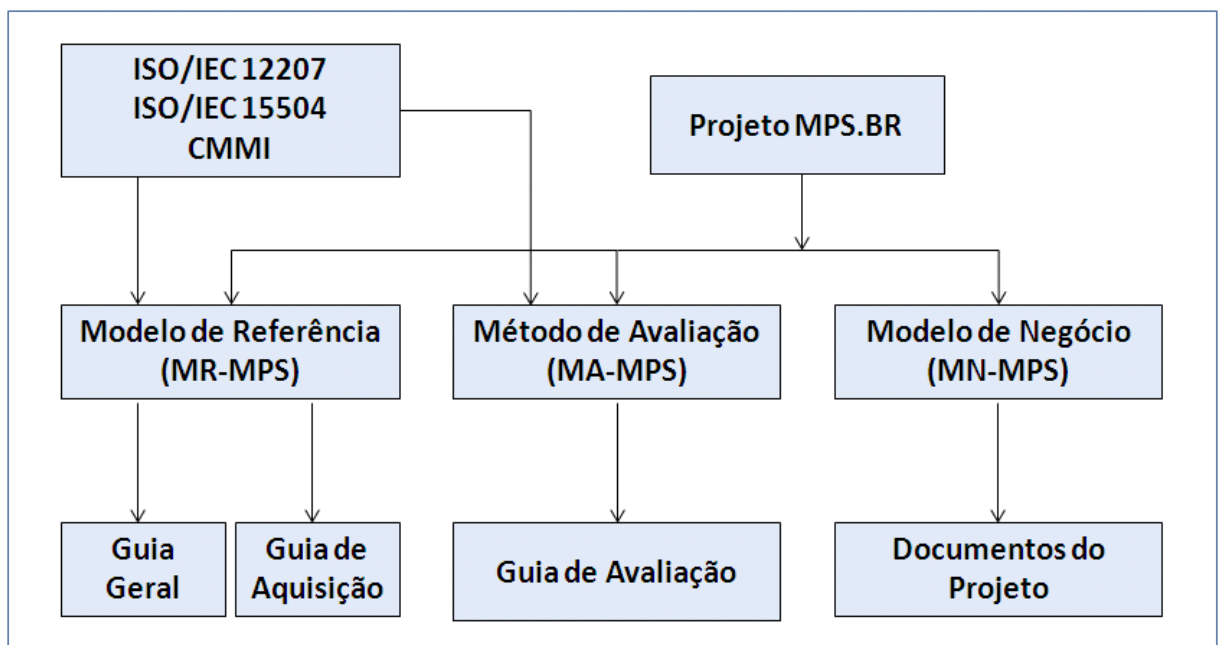 ISO/IEC 12207
ISO/IEC 15504
CMMI
Projeto MPS.BR
Modelo de Referência
(MR-MPS)
Método de Avaliação
(MA-MPS)
Modelo de Negócio
(MN-MPS)
Guia
Geral
Guia de
Aquisição
Guia de Avaliação
Documentos do
Projeto